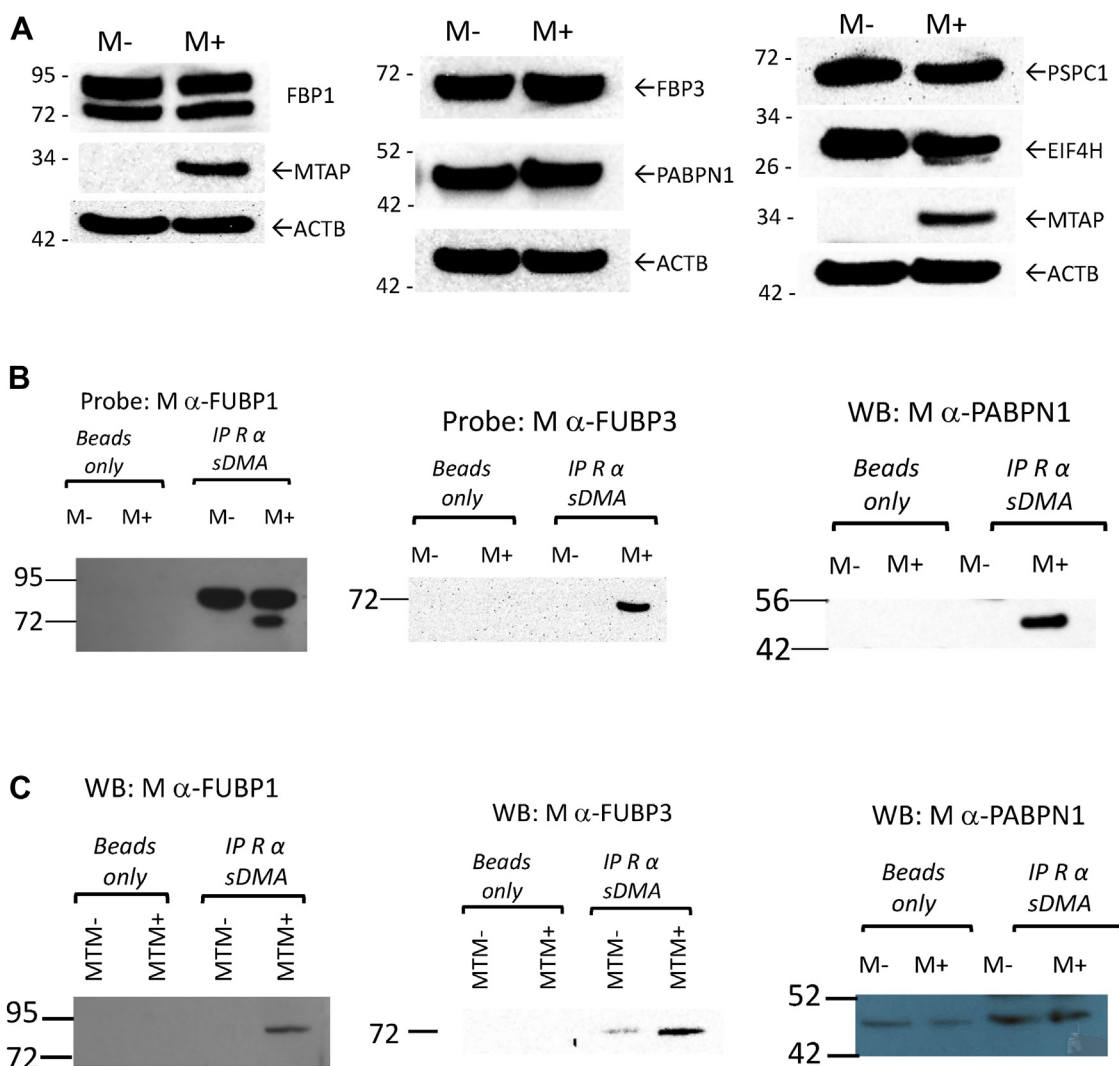 A
M- M+
95 -
72 -
FBP1
34 -
←MTAP
42 -
←ACTB
M- M+
72 -
←FBP3
52 -
←PABPN1
42 -
←ACTB
42 -
M- M+
72 -
←PSPC1
34 -
←EIF4H
26 -
34 -
←MTAP
←ACTB
42 -
B
Probe: M α-FUBP1
Beads only
IP R α sDMA
M- M+ M- M+
95
72
Probe: M α-FUBP3
Beads only
IP R α sDMA
M- M+ M- M+
72
WB: M α-PABPN1
Beads only
IP R α sDMA
M- M+ M- M+
56
42
C
WB: M α-FUBP1
Beads only
IP R α sDMA
MTM- MTM+ MTM- MTM+
95
72
WB: M α-FUBP3
Beads only
IP R α sDMA
MTM- MTM+ MTM- MTM+
72
WB: M α-PABPN1
Beads only
IP R α sDMA
M- M+ M- M+
52
42